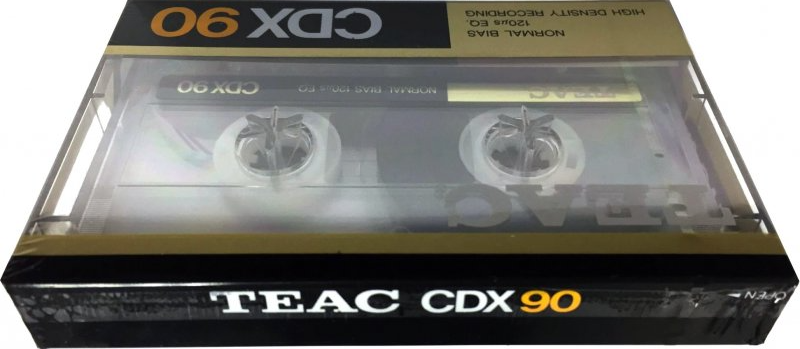 CDX 90
NORMAL BIAS
120µs EQ.
HIGH DENSITY RECORDING
TEAC
NORMAL BIAS 120µs EQ
CDX 90
TEAC
TEAC CDX 90
OPEN